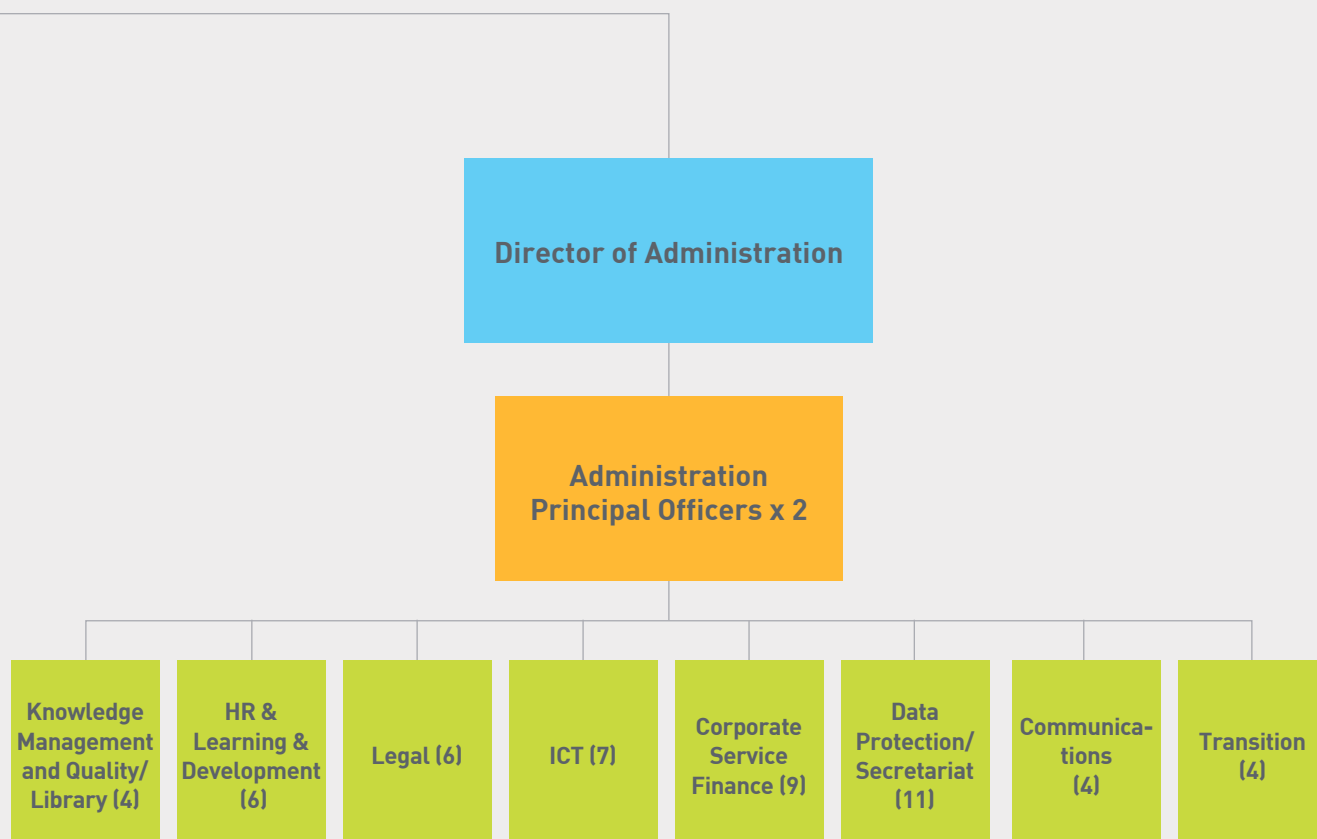 Director of Administration
Administration
Principal Officers x 2
Knowledge
Management
and Quality/
Library (4)
HR &
Learning &
Development
(6)
Legal (6)
ICT (7)
Corporate
Service
Finance (9)
Data
Protection/
Secretariat
(11)
Communica-
tions
(4)
Transition
(4)